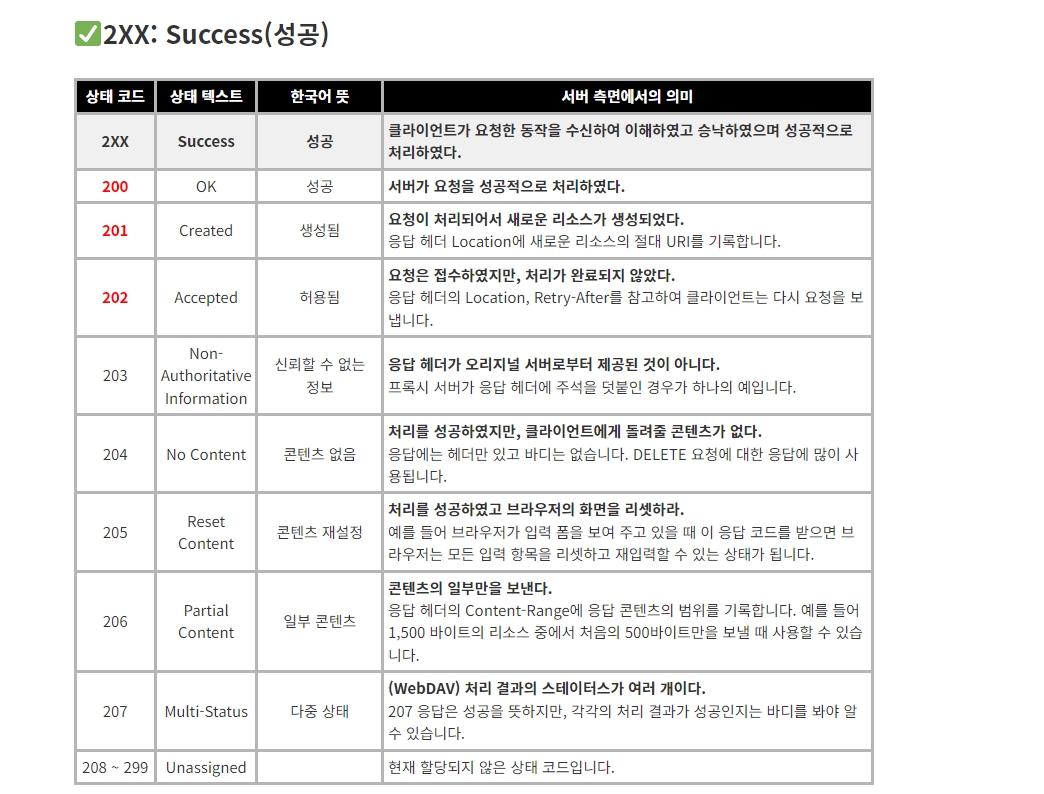 ✅2XX: Success(성공)
상태 코드 상태 텍스트 한국어 뜻 서버 측면에서의 의미
2XX Success 성공 클라이언트가 요청한 동작을 수신하여 이해하였고 승낙하였으며 성공적으로
처리하였다.
200 OK 성공 서버가 요청을 성공적으로 처리하였다.
201 Created 생성됨 요청이 처리되어서 새로운 리소스가 생성되었다.
응답 헤더 Location에 새로운 리소스의 절대 URI를 기록합니다.
202 Accepted 허용됨 요청은 접수하였지만, 처리가 완료되지 않았다.
응답 헤더의 Location, Retry-After를 참고하여 클라이언트는 다시 요청을 보
냅니다.
203
Non-
Authoritative
Information
신뢰할 수 없는
정보
응답 헤더가 오리지널 서버로부터 제공된 것이 아니다.
프록시 서버가 응답 헤더에 주석을 덧붙인 경우가 하나의 예입니다.
204 No Content 콘텐츠 없음 처리를 성공하였지만, 클라이언트에게 돌려줄 콘텐츠가 없다.
응답에는 헤더만 있고 바디는 없습니다. DELETE 요청에 대한 응답에 많이 사
용됩니다.
205
Reset
Content
콘텐츠 재설정
처리를 성공하였고 브라우저의 화면을 리셋하라.
예를 들어 브라우저가 입력 폼을 보여 주고 있을 때 이 응답 코드를 받으면 브
라우저는 모든 입력 항목을 리셋하고 재입력할 수 있는 상태가 됩니다.
206
Partial
Content
일부 콘텐츠
콘텐츠의 일부만을 보낸다.
응답 헤더의 Content-Range에 응답 콘텐츠의 범위를 기록합니다. 예를 들어
1,500 바이트의 리소스 중에서 처음의 500바이트만을 보낼 때 사용할 수 있습
니다.
207 Multi-Status 다중 상태 (WebDAV) 처리 결과의 스테이터스가 여러 개이다.
207 응답은 성공을 뜻하지만, 각각의 처리 결과가 성공인지는 바디를 봐야 알
수 있습니다.
208 ~ 299 Unassigned 현재 할당되지 않은 상태 코드입니다.